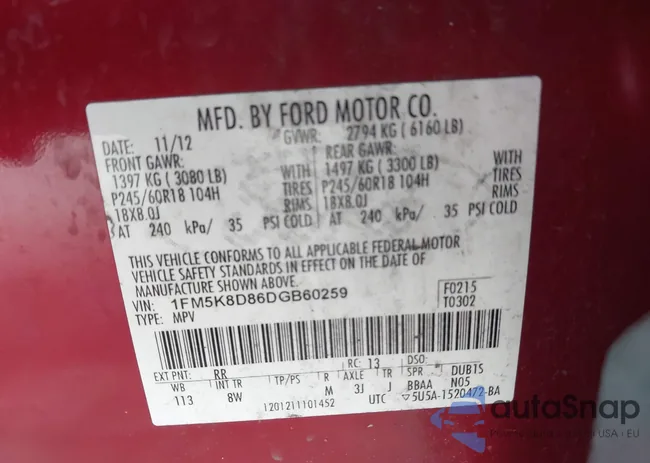 MFD. BY FORD MOTOR CO.
DATE: 11/12 GVWR: 2794 KG ( 6160 LB)
FRONT GAWR: REAR GAWR:
1397 KG ( 3080 LB) WITH 1497 KG ( 3300 LB) WITH
P245/60R18 104H TIRES P245/60R18 104H TIRES
18X8.0J RIMS 18X8.0J RIMS
AT 240 kPa/ 35 PSI COLD AT 240 kPa/ 35 PSI COLD
THIS VEHICLE CONFORMS TO ALL APPLICABLE FEDERAL MOTOR
VEHICLE SAFETY STANDARDS IN EFFECT ON THE DATE OF
MANUFACTURE SHOWN ABOVE.
VIN: 1FM5K8D86DGB60259 F0215
TYPE: MPV T0302
EXT PNT: RR RC: 13 DSO:
WB INT TR TP/PS R AXLE TR SPR DUB1S
113 8W M 3J J BBAA N05
1201211101452 UTC ▽5U5A-1520472-BA
autoSnap